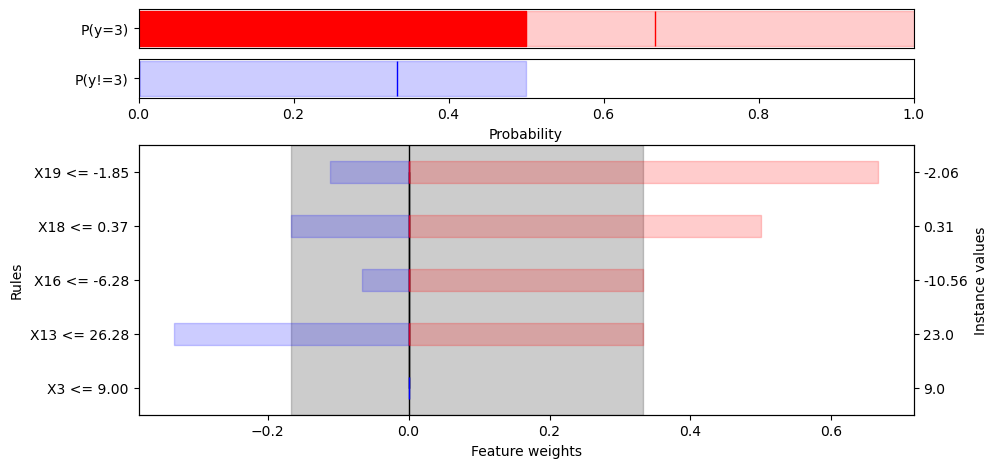 P(y=3)
P(y!=3)
0.0 0.2 0.4 0.6 0.8 1.0
Probability
X19 <= -1.85 -2.06
X18 <= 0.37 0.31
X16 <= -6.28 -10.56
X13 <= 26.28 23.0
X3 <= 9.00 9.0
Rules
Instance values
−0.2 0.0 0.2 0.4 0.6
Feature weights